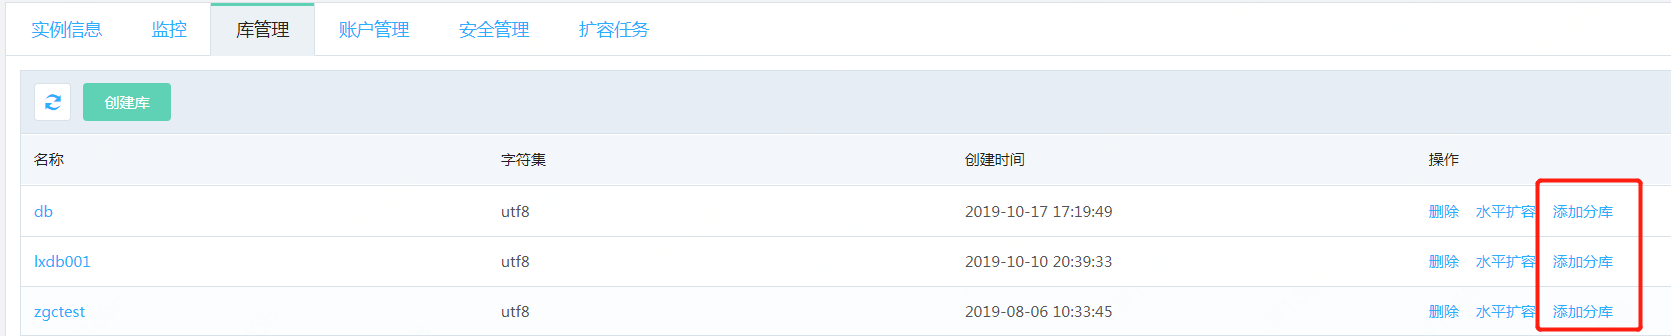 实例信息 监控 库管理 账户管理 安全管理 扩容任务
创建库
名称 字符集 创建时间 操作
db utf8 2019-10-17 17:19:49 删除 水平扩容 添加分库
lxdb001 utf8 2019-10-10 20:39:33 删除 水平扩容 添加分库
zgctest utf8 2019-08-06 10:33:45 删除 水平扩容 添加分库